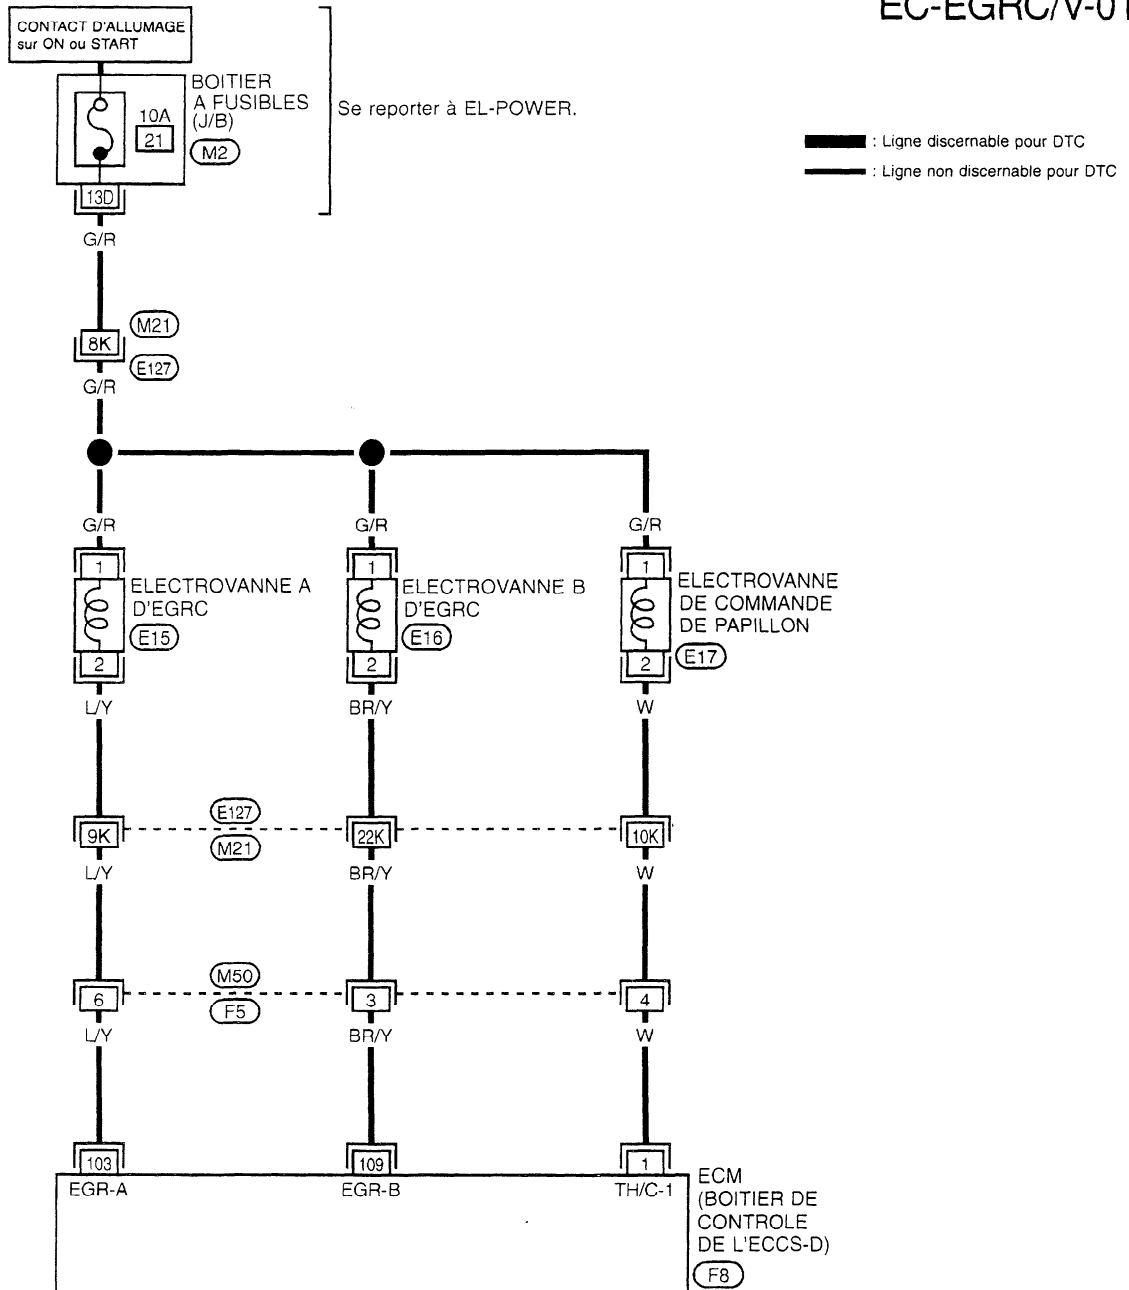 EC-EGRC/V-01
CONTACT D'ALLUMAGE
sur ON ou START
BOITIER
A FUSIBLES
(J/B)
M2
10A
21
13D
Se reporter à EL-POWER.
: Ligne discernable pour DTC
: Ligne non discernable pour DTC
G/R
M21
8K
E127
G/R
G/R
G/R
G/R
1
1
1
ELECTROVANNE A
D'EGRC
E15
ELECTROVANNE B
D'EGRC
E16
ELECTROVANNE
DE COMMANDE
DE PAPILLON
E17
2
2
2
L/Y
BR/Y
W
E127
9K
22K
10K
M21
L/Y
BR/Y
W
M50
6
3
4
F5
L/Y
BR/Y
W
103
109
1
EGR-A
EGR-B
TH/C-1
ECM
(BOITIER DE
CONTROLE
DE L'ECCS-D)
F8